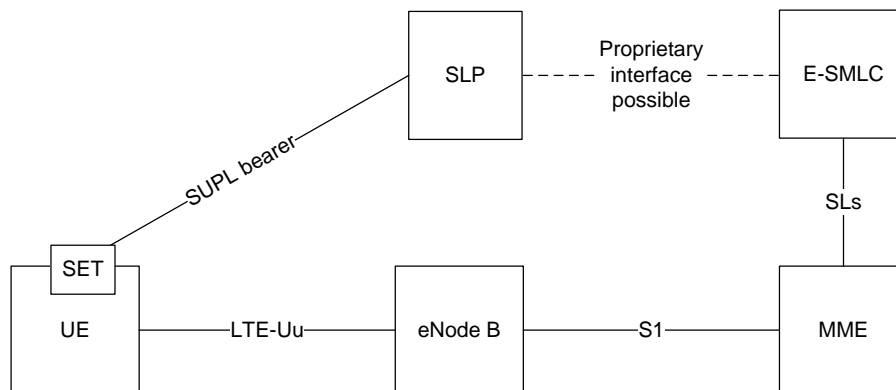 SLP
Proprietary
interface
possible
E-SMLC
SUPL bearer
SLs
SET
UE
LTE-Uu
eNode B
S1
MME